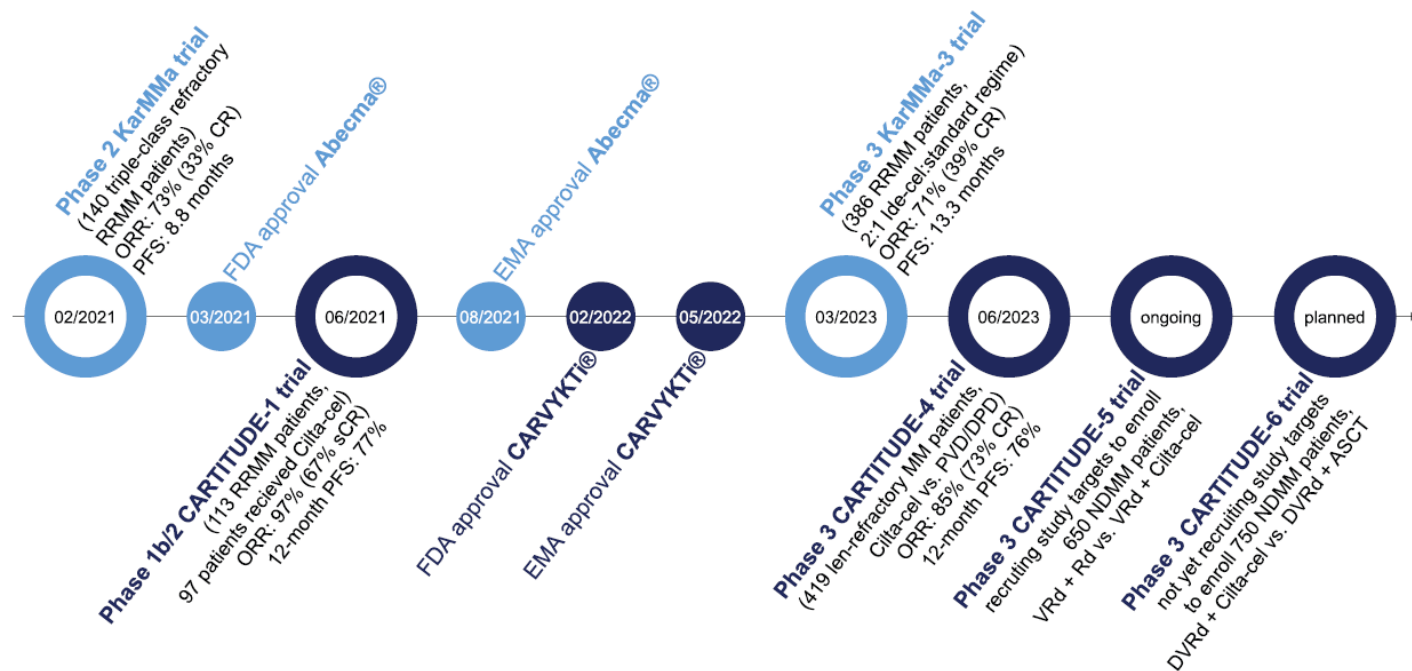 Phase 2 KarMMa trial
(140 triple-class refractory
RRMM patients)
ORR: 73% (33% CR)
PFS: 8.8 months
02/2021
FDA approval Abecma®
03/2021
Phase 1b/2 CARTITUDE-1 trial
(113 RRMM patients,
97 patients recieved Cilta-cel)
ORR: 97% (67% sCR)
12-month PFS: 77%
06/2021
EMA approval Abecma®
08/2021
FDA approval CARVYKTi®
02/2022
EMA approval CARVYKTi®
05/2022
Phase 3 KarMMa-3 trial
(386 RRMM patients,
2:1 Ide-cel:standard regime)
ORR: 71% (39% CR)
PFS: 13.3 months
03/2023
Phase 3 CARTITUDE-4 trial
(419 len-refractory MM patients,
Cilta-cel vs. PVD/DPD)
ORR: 85% (73% CR)
12-month PFS: 76%
06/2023
Phase 3 CARTITUDE-5 trial
recruting study targets to enroll
650 NDMM patients,
VRd + Rd vs. VRd + Cilta-cel
ongoing
Phase 3 CARTITUDE-6 trial
not yet recruiting study targets
to enroll 750 NDMM patients,
DVRd + Cilta-cel vs. DVRd + ASCT
planned